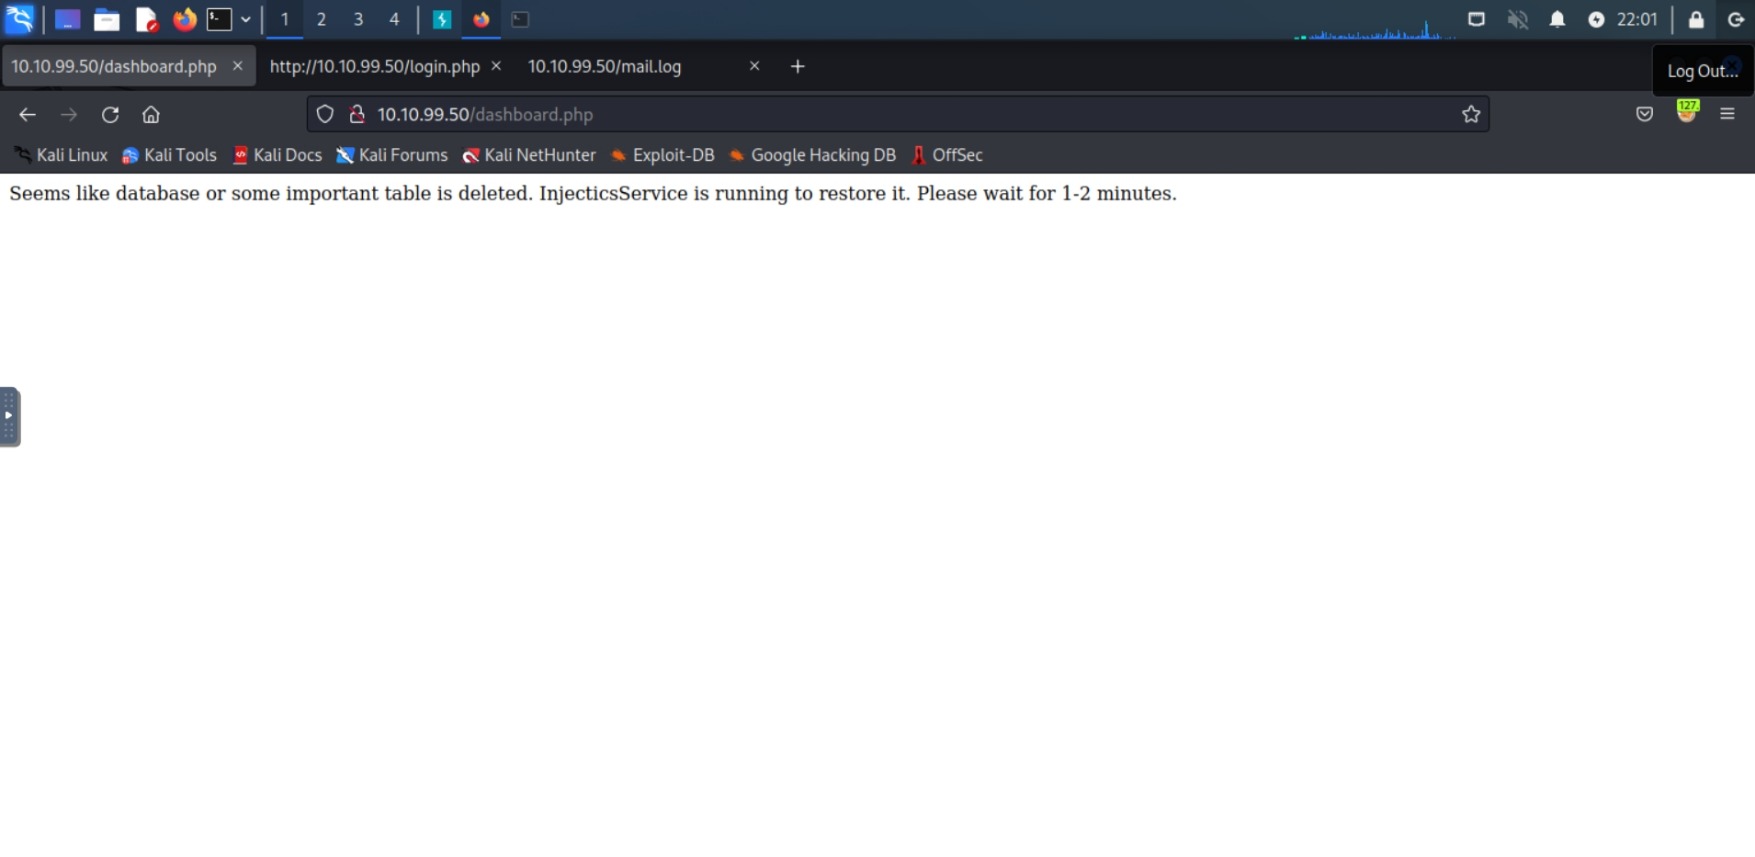 1 2 3 4 22:01
10.10.99.50/dashboard.php http://10.10.99.50/login.php 10.10.99.50/mail.log Log Out...
10.10.99.50/dashboard.php 127.
Kali Linux Kali Tools Kali Docs Kali Forums Kali NetHunter Exploit-DB Google Hacking DB OffSec
Seems like database or some important table is deleted. InjecticsService is running to restore it. Please wait for 1-2 minutes.